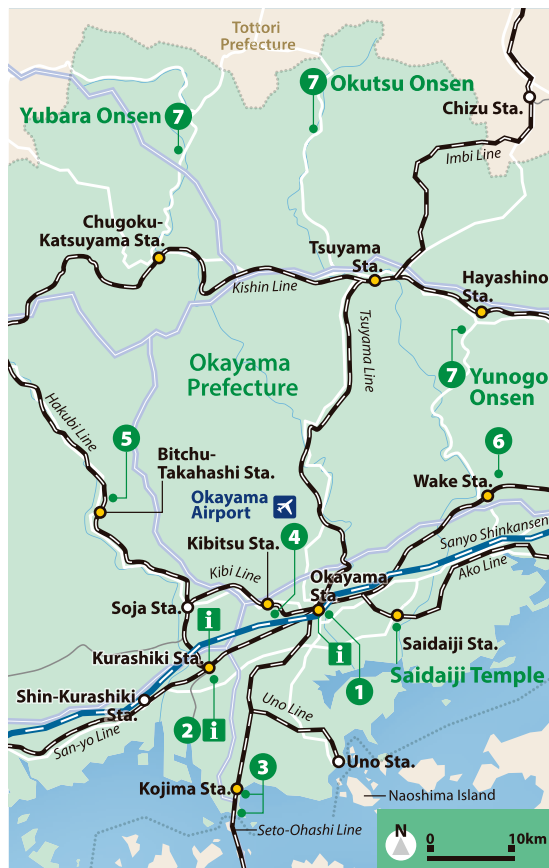 Tottori
Prefecture
7
Okutsu Onsen
Yubara Onsen
7
Chizu Sta.
Imbi Line
Chugoku-
Katsuyama Sta.
Tsuyama
Sta.
Hayashino
Sta.
Kishin Line
Tsuyama Line
Okayama
Prefecture
7
Yunogo
Onsen
Hakubi Line
5
Bitchu-
Takahashi Sta.
6
Wake Sta.
Okayama
Airport
Sanyo Shinkansen
Kibitsu Sta.
4
Ako Line
Kibi Line
Okayama
Sta.
Soja Sta.
i
Saidaiji Sta.
Kurashiki Sta.
i
1
Saidaiji Temple
Shin-Kurashiki
Sta.
2
i
Uno Line
San-yo Line
Uno Sta.
Kojima Sta.
3
Naoshima Island
Seto-Ohashi Line
N
0
10km